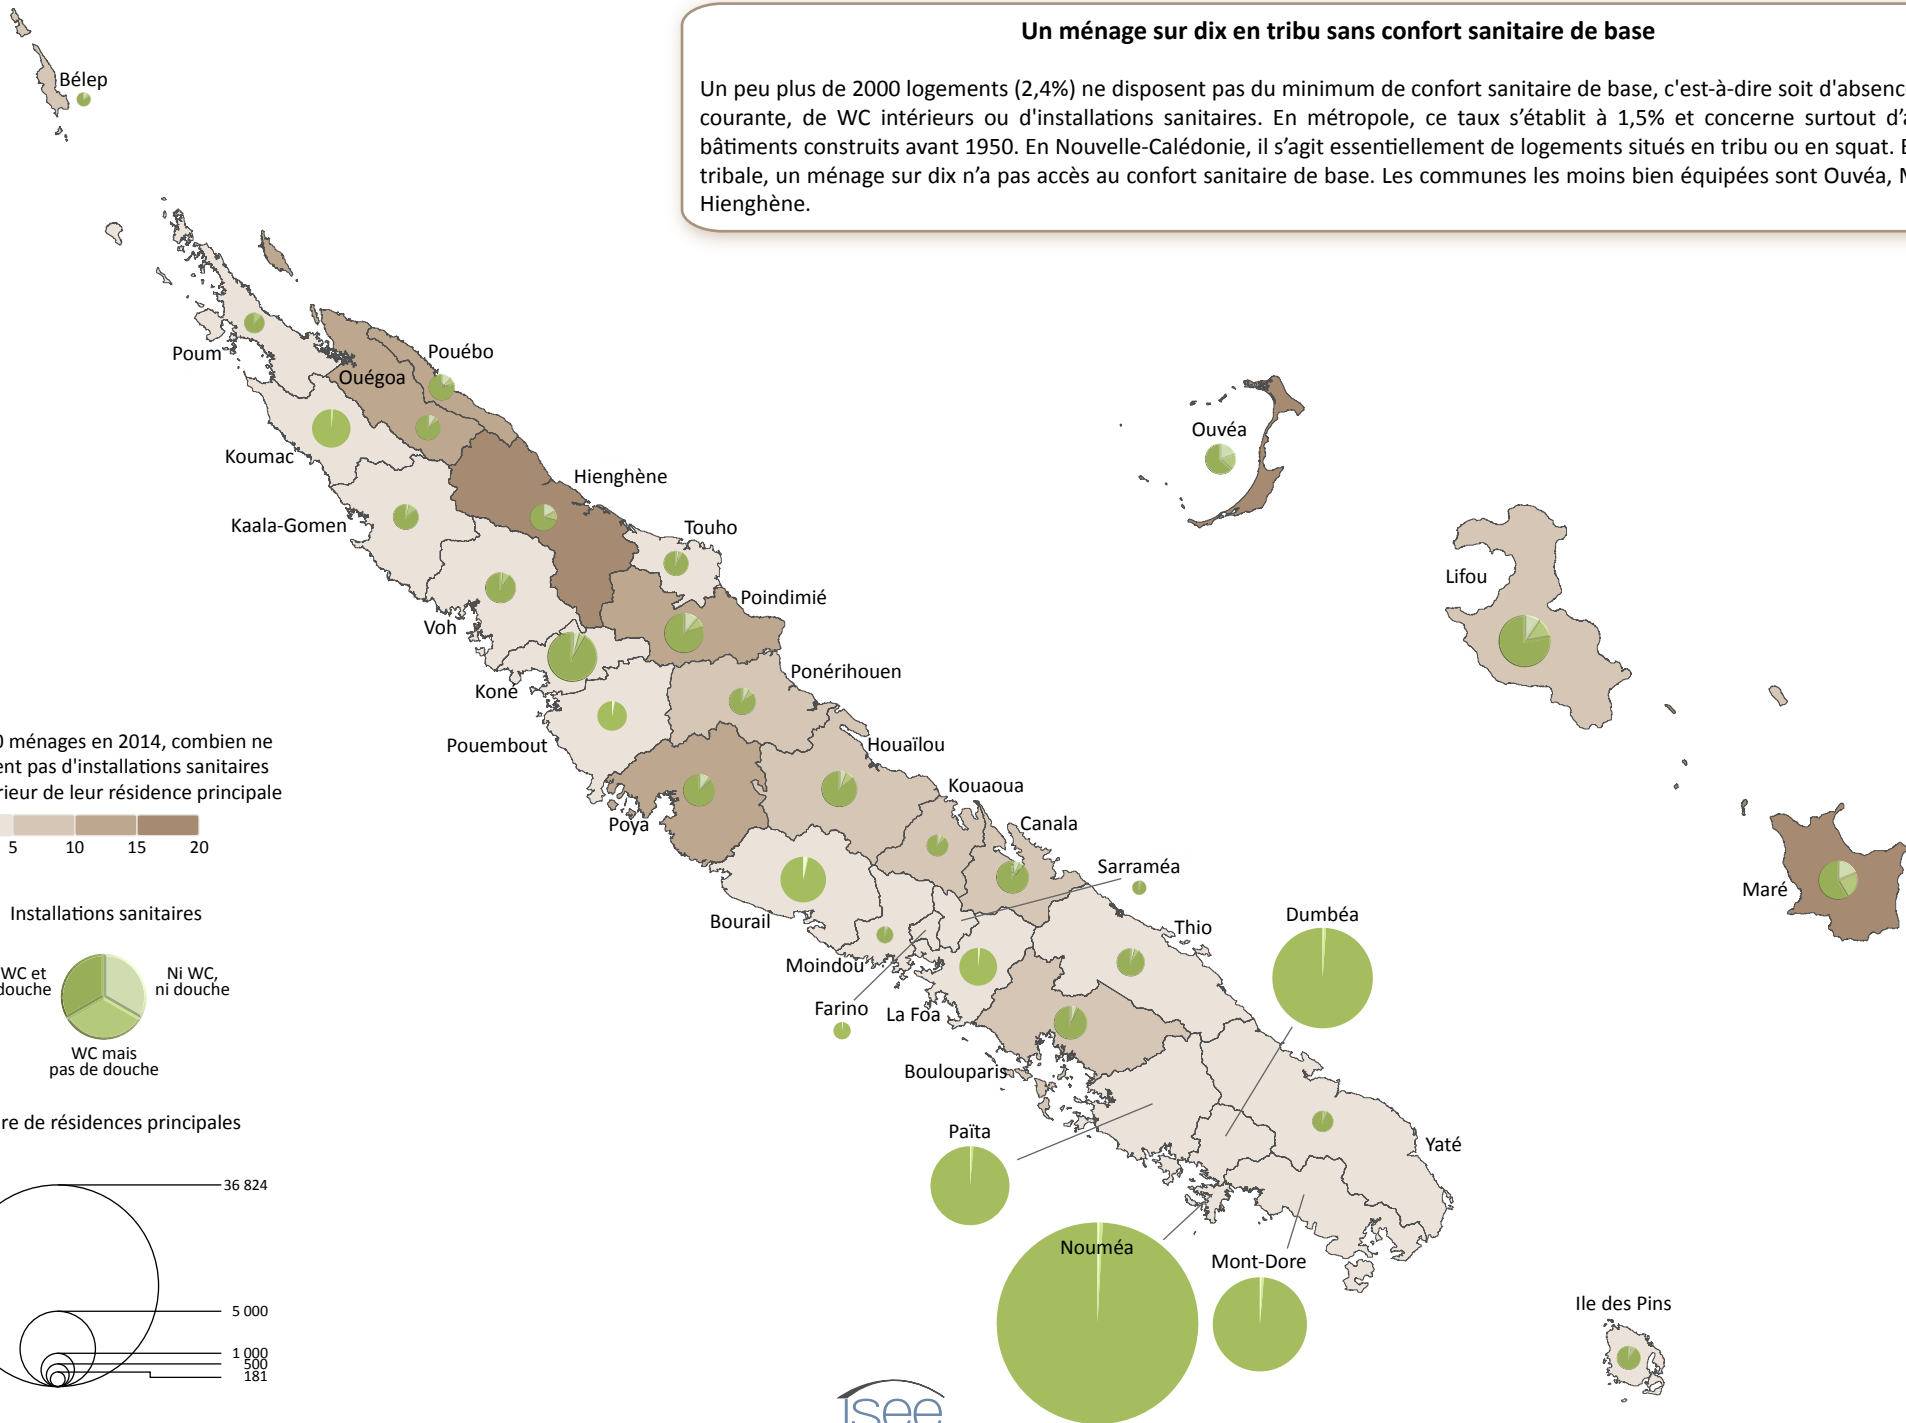 Un ménage sur dix en tribu sans confort sanitaire de base
Un peu plus de 2000 logements (2,4%) ne disposent pas du minimum de confort sanitaire de base, c'est-à-dire soit
courante, de WC intérieurs ou d'installations sanitaires. En métropole, ce taux s'établit à 1,5% et concerne surtout
bâtiments construits avant 1950. En Nouvelle-Calédonie, il s'agit essentiellement de logements situés en tribu ou en squat.
tribale, un ménage sur dix n'a pas accès au confort sanitaire de base. Les communes les moins bien équipées sont Ouvéa,
Hienghène.
Bélep
Poum
Pouébo
Ouégoa
Koumac
Hienghène
Kaala-Gomen
Touho
Poindimié
Voh
Ponérihouen
Koné
Pouembout
Houaïlou
Kouaoua
Poya
Canala
Sarraméa
Bourail
Thio
Moindou
Farino
La Foa
Dumbéa
Boulouparis
Païta
Yaté
Nouméa
Mont-Dore
Ile des Pins
Ouvéa
Lifou
Maré
ménages en 2014, combien ne
pas d'installations sanitaires
de leur résidence principale
5 10 15 20
Installations sanitaires
WC et
douche
Ni WC,
ni douche
WC mais
pas de douche
de résidences principales
36 824
5 000
1 000
500
181
Isee